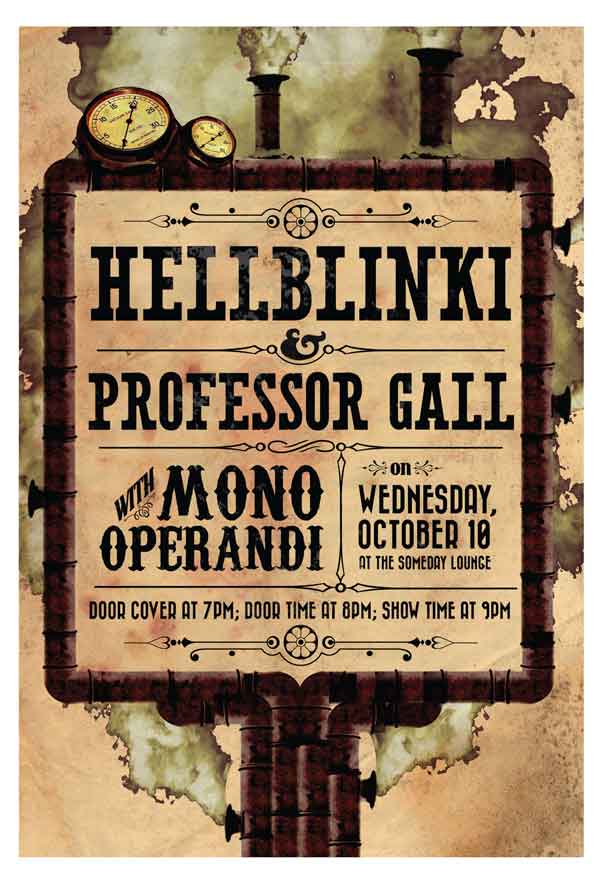 HELLBLINKI
&
PROFESSOR GALL
WITH MONO
OPERANDI
on
WEDNESDAY,
OCTOBER 10
AT THE SOMEDAY LOUNGE
DOOR COVER AT 7PM; DOOR TIME AT 8PM; SHOW TIME AT 9PM